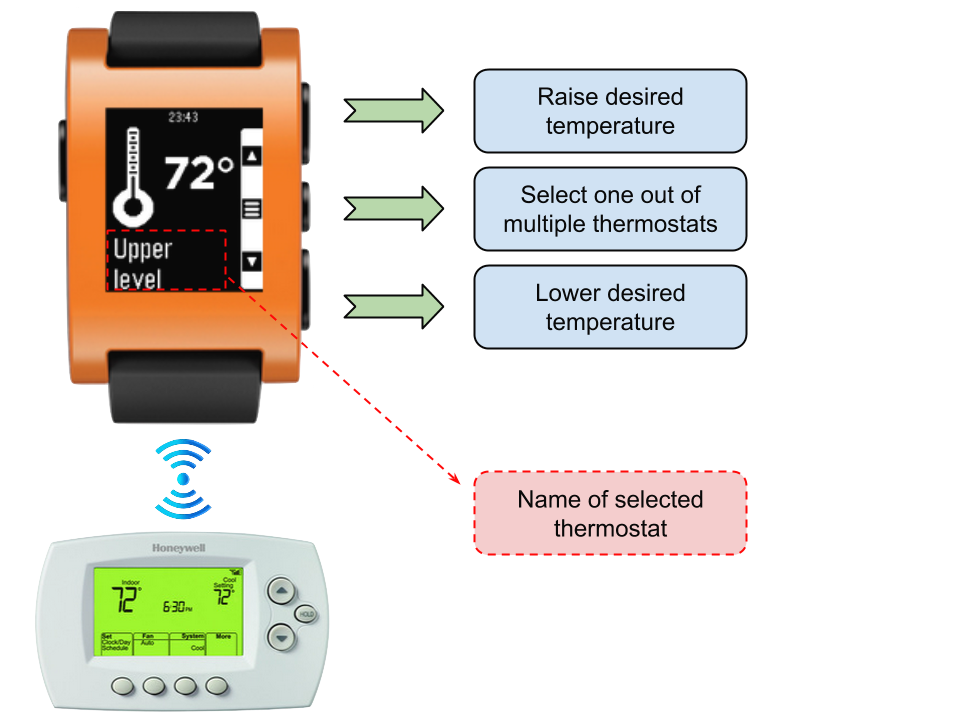 23:43
72°
Upper
level
Raise desired
temperature
Select one out of
multiple thermostats
Lower desired
temperature
Name of selected
thermostat
Honeywell
Indoor
72°
6:30 PM
Cool
Setting
72°
Set
Clock/Day
Schedule
Fan
Auto
System
Cool
More
HOLD